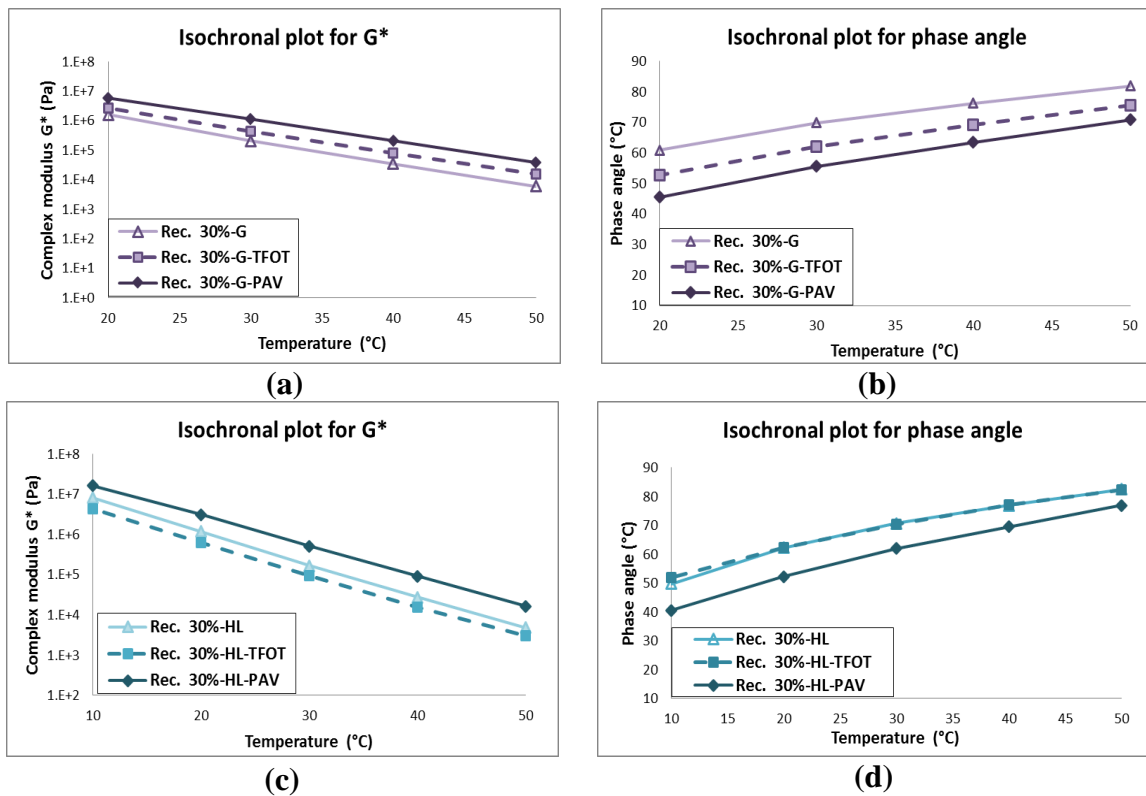 Isochronal plot for G*
Complex modulus G* (Pa)
1.E+8
1.E+7
1.E+6
1.E+5
1.E+4
1.E+3
1.E+2
1.E+1
1.E+0
Rec. 30%-G
Rec. 30%-G-TFOT
Rec. 30%-G-PAV
20 25 30 35 40 45 50
Temperature (°C)
(a)
Isochronal plot for phase angle
Phase angle (°C)
90
80
70
60
50
40
30
20
10
Rec. 30%-G
Rec. 30%-G-TFOT
Rec. 30%-G-PAV
20 25 30 35 40 45 50
Temperature (°C)
(b)
Isochronal plot for G*
Complex modulus G* (Pa)
1.E+8
1.E+7
1.E+6
1.E+5
1.E+4
1.E+3
1.E+2
Rec. 30%-HL
Rec. 30%-HL-TFOT
Rec. 30%-HL-PAV
10 20 30 40 50
Temperature (°C)
(c)
Isochronal plot for phase angle
Phase angle (°C)
90
80
70
60
50
40
30
20
10
Rec. 30%-HL
Rec. 30%-HL-TFOT
Rec. 30%-HL-PAV
10 15 20 25 30 35 40 45 50
Temperature (°C)
(d)